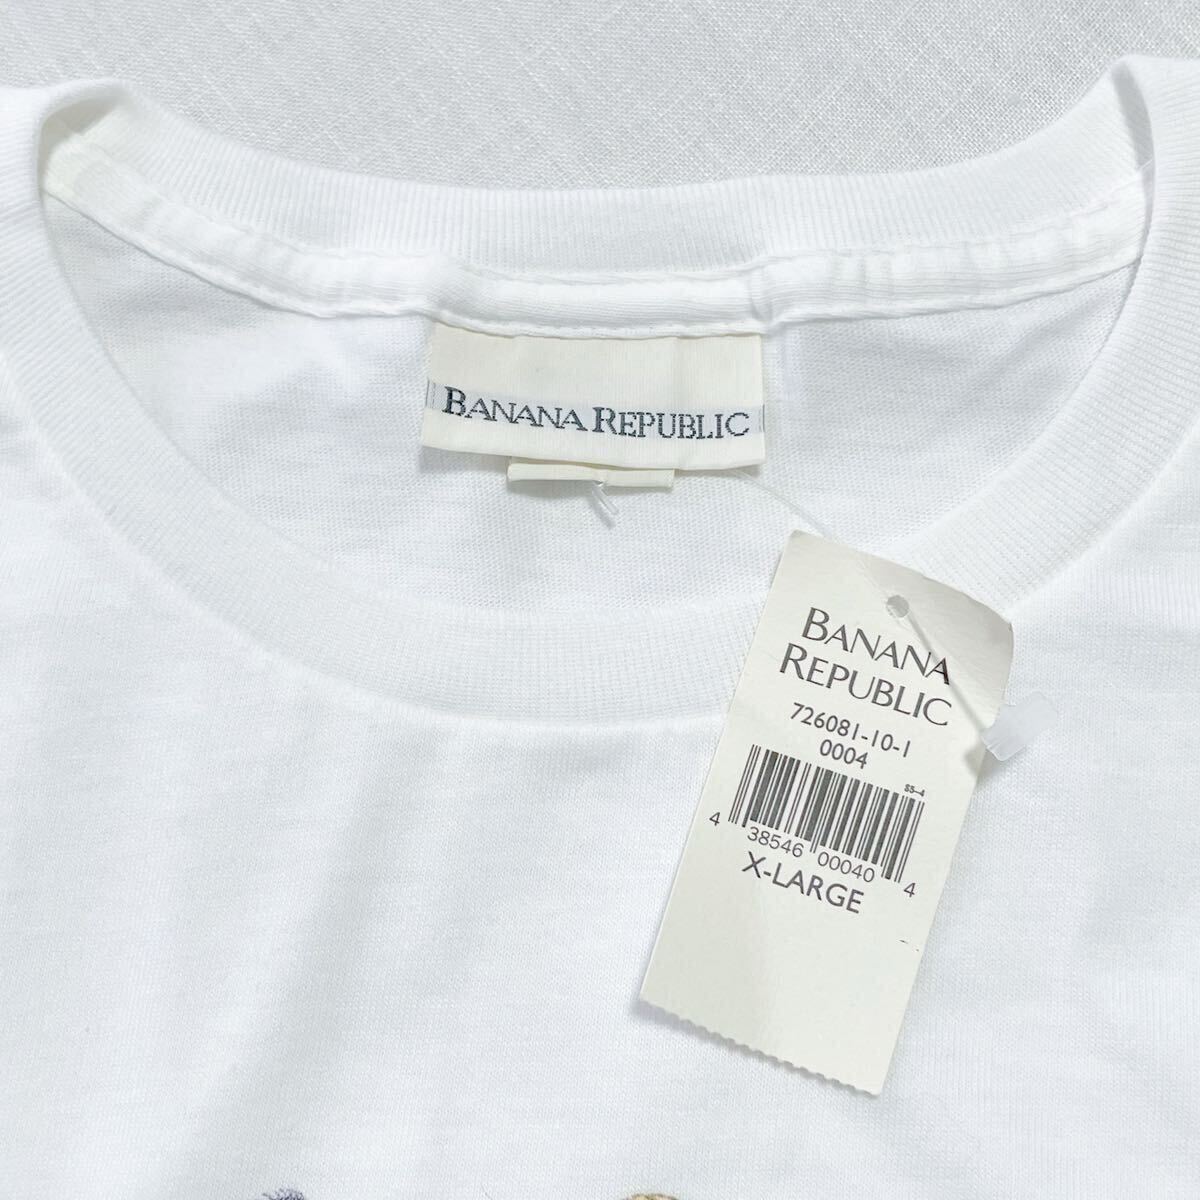 BANANA REPUBLIC
BANANA
REPUBLIC
726081-10-1
0004
SS-4
4 38546 00040 4
X-LARGE